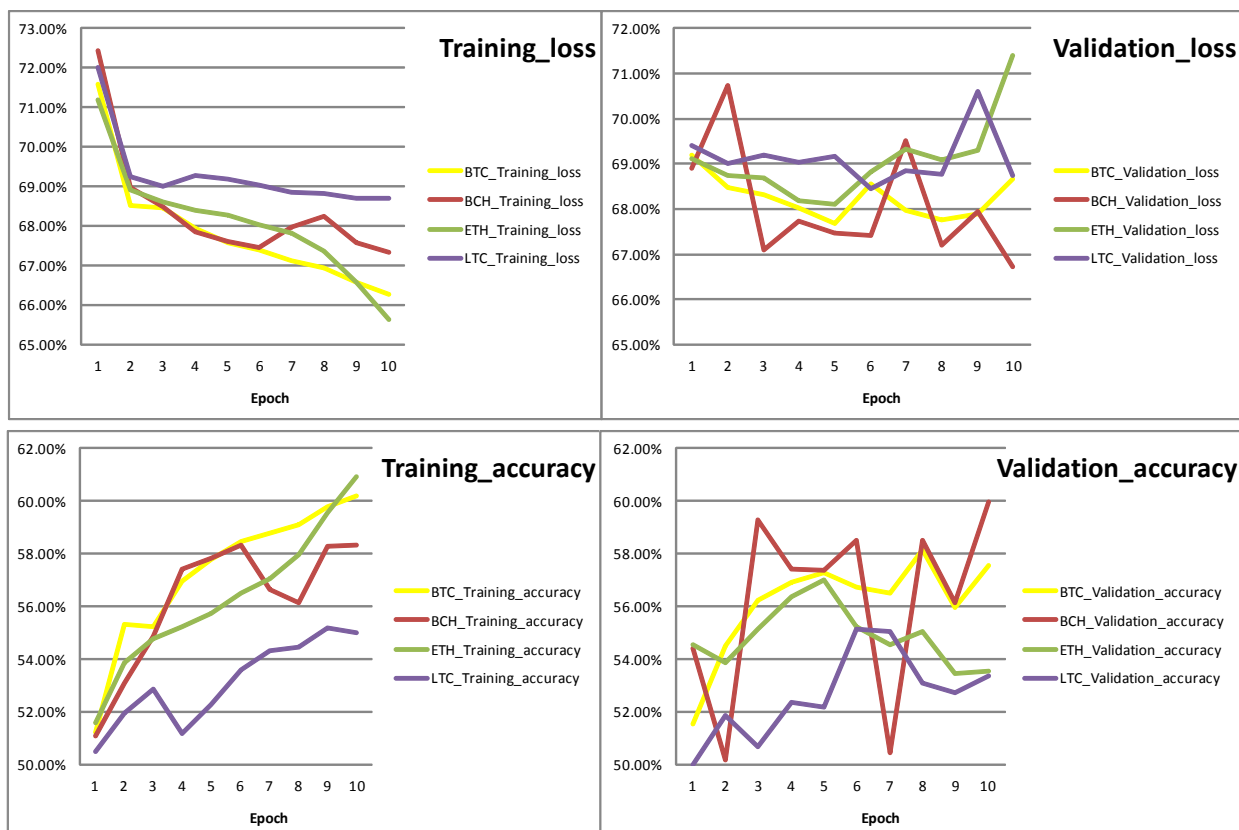 Training_loss
73.00%
72.00%
71.00%
70.00%
69.00%
68.00%
67.00%
66.00%
65.00%
1 2 3 4 5 6 7 8 9 10
Epoch
BTC_Training_loss
BCH_Training_loss
ETH_Training_loss
LTC_Training_loss
Validation_loss
72.00%
71.00%
70.00%
69.00%
68.00%
67.00%
66.00%
65.00%
1 2 3 4 5 6 7 8 9 10
Epoch
BTC_Validation_loss
BCH_Validation_loss
ETH_Validation_loss
LTC_Validation_loss
Training_accuracy
62.00%
60.00%
58.00%
56.00%
54.00%
52.00%
50.00%
1 2 3 4 5 6 7 8 9 10
Epoch
BTC_Training_accuracy
BCH_Training_accuracy
ETH_Training_accuracy
LTC_Training_accuracy
Validation_accuracy
62.00%
60.00%
58.00%
56.00%
54.00%
52.00%
50.00%
1 2 3 4 5 6 7 8 9 10
Epoch
BTC_Validation_accuracy
BCH_Validation_accuracy
ETH_Validation_accuracy
LTC_Validation_accuracy